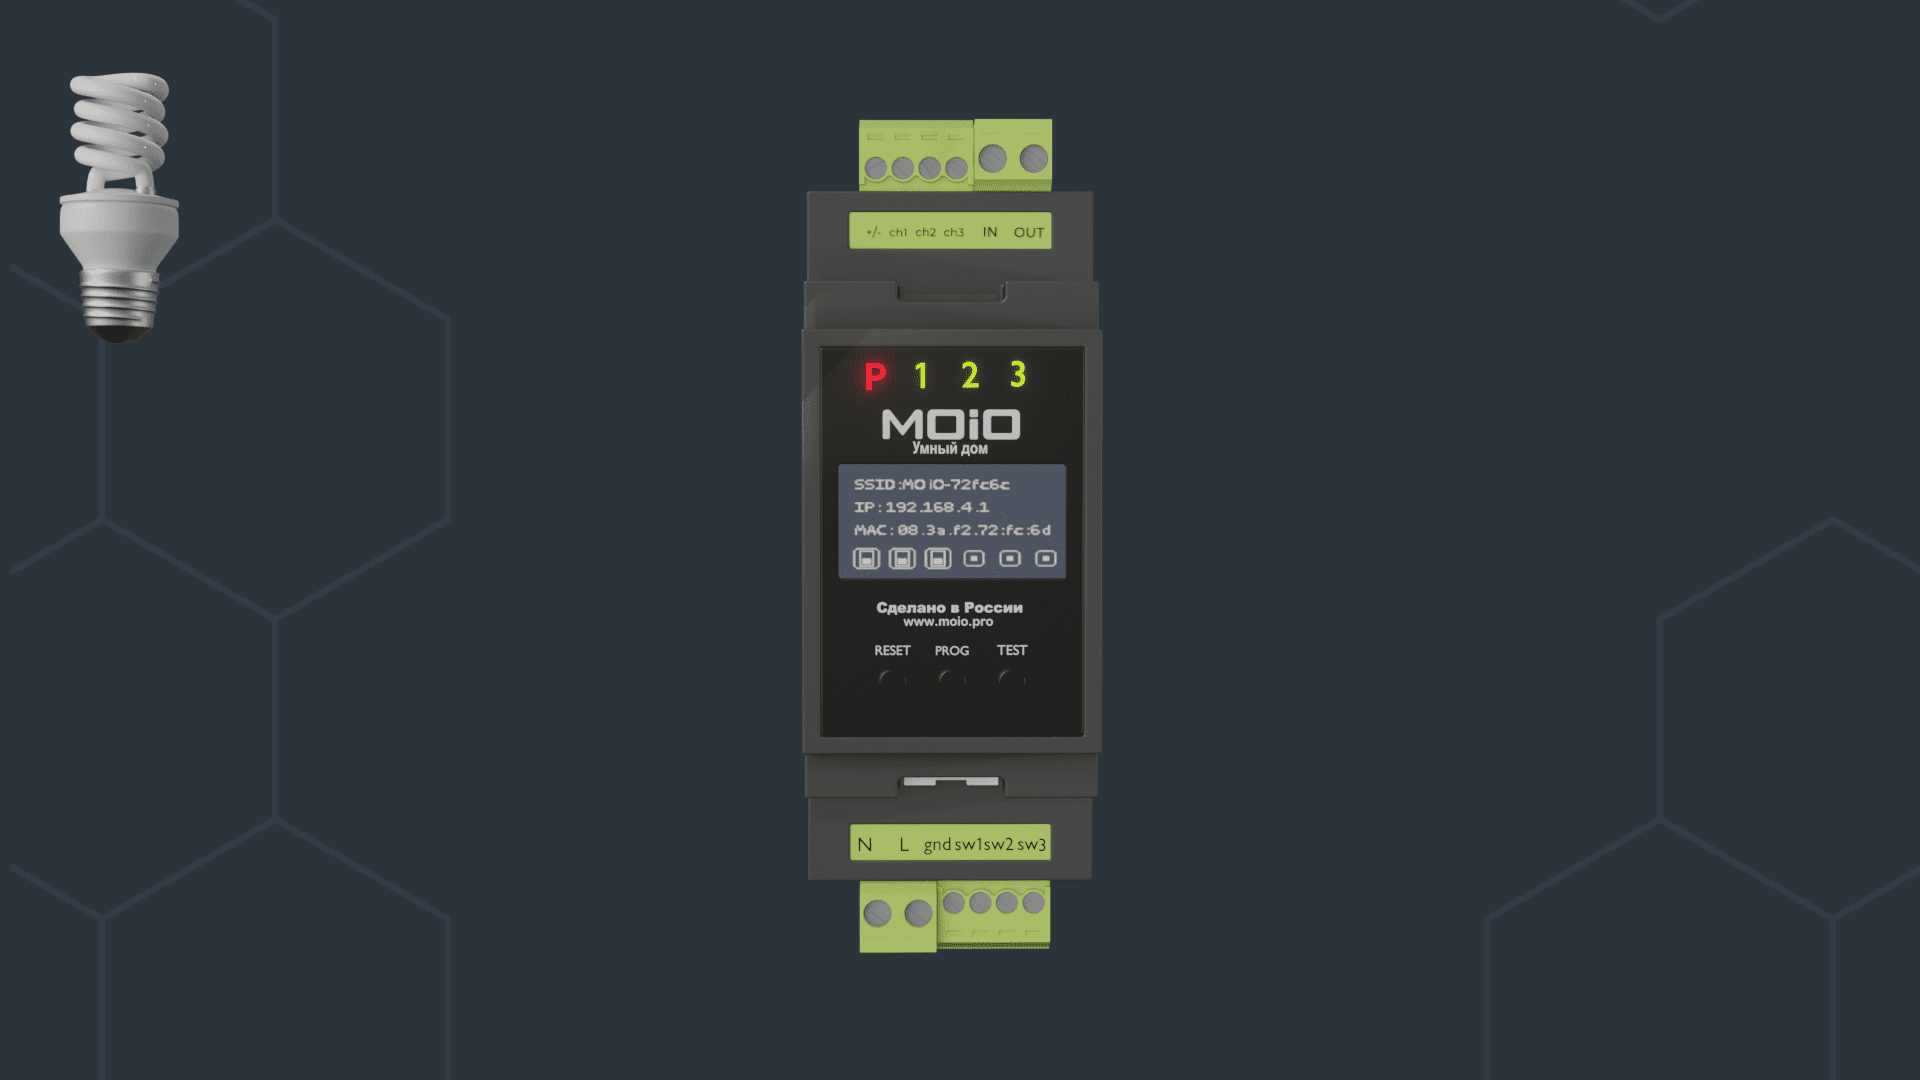 +/- ch1 ch2 ch3 IN OUT
P 1 2 3
MOiO
Умный дом
SSID:MOiO-72fc6c
IP:192.168.4.1
MAC:08.3a.f2.72:fc:6d
Сделано в России
www.moio.pro
RESET PROG TEST
N L gnd sw1 sw2 sw3